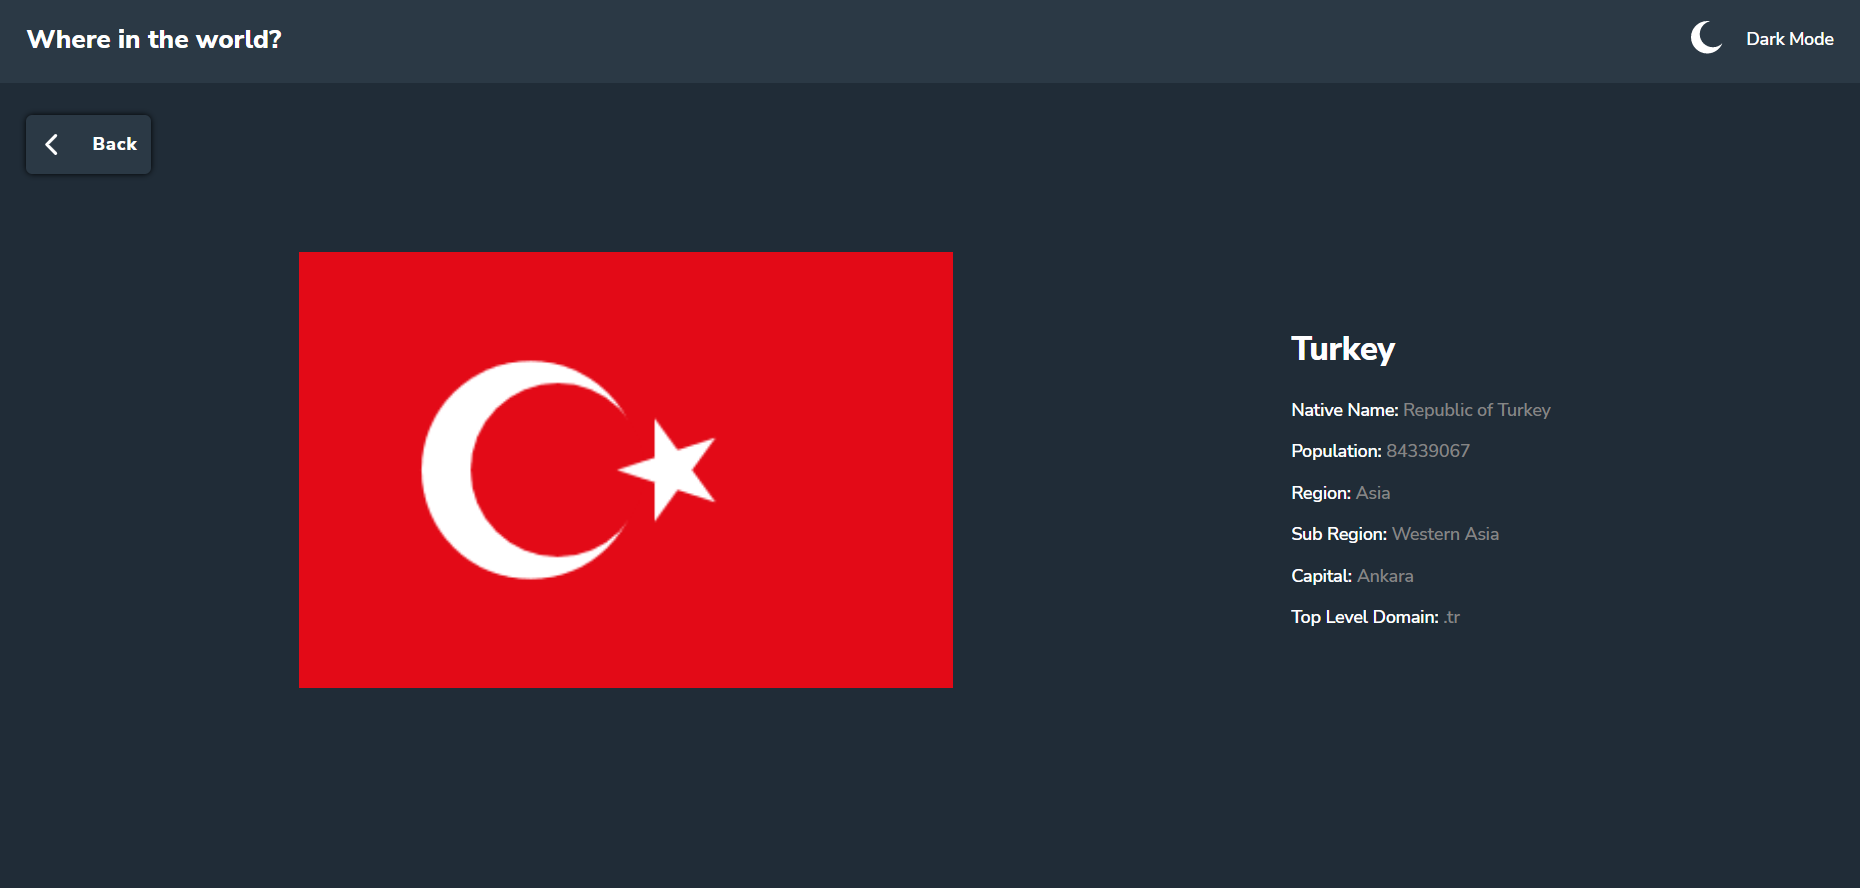 Where in the world?
Dark Mode
Back
Turkey
Native Name: Republic of Turkey
Population: 84339067
Region: Asia
Sub Region: Western Asia
Capital: Ankara
Top Level Domain: .tr